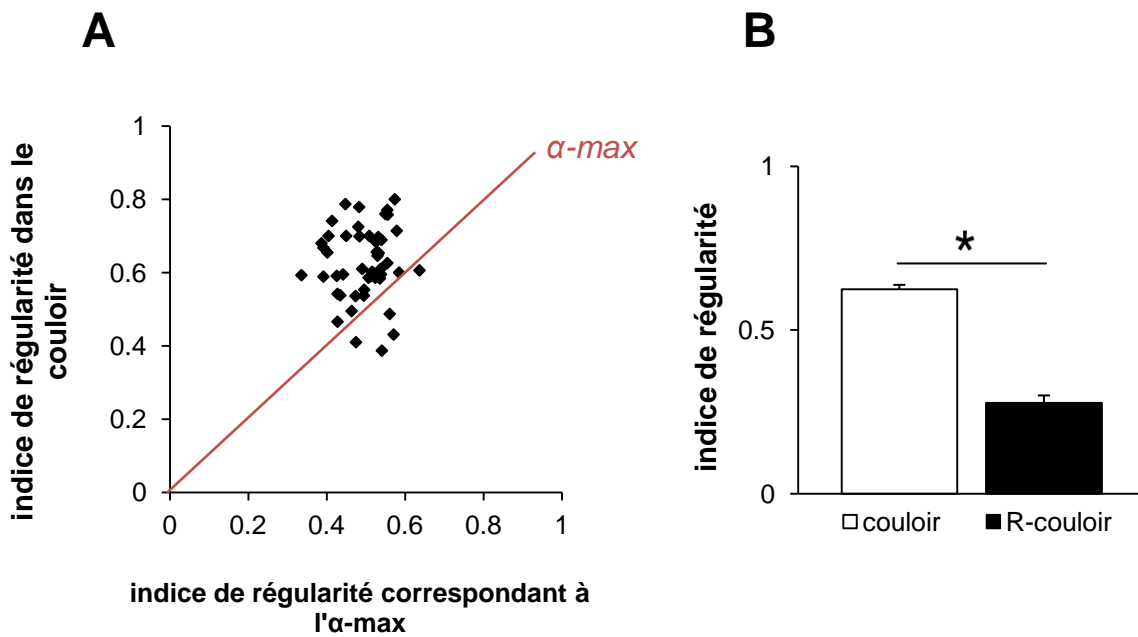 A
B
indice de régularité dans le
couloir
1
0.8
0.6
0.4
0.2
0
0
0.2
0.4
0.6
0.8
1
α-max
indice de régularité correspondant à
l'α-max
indice de régularité
1
0.5
0
*
couloir
R-couloir